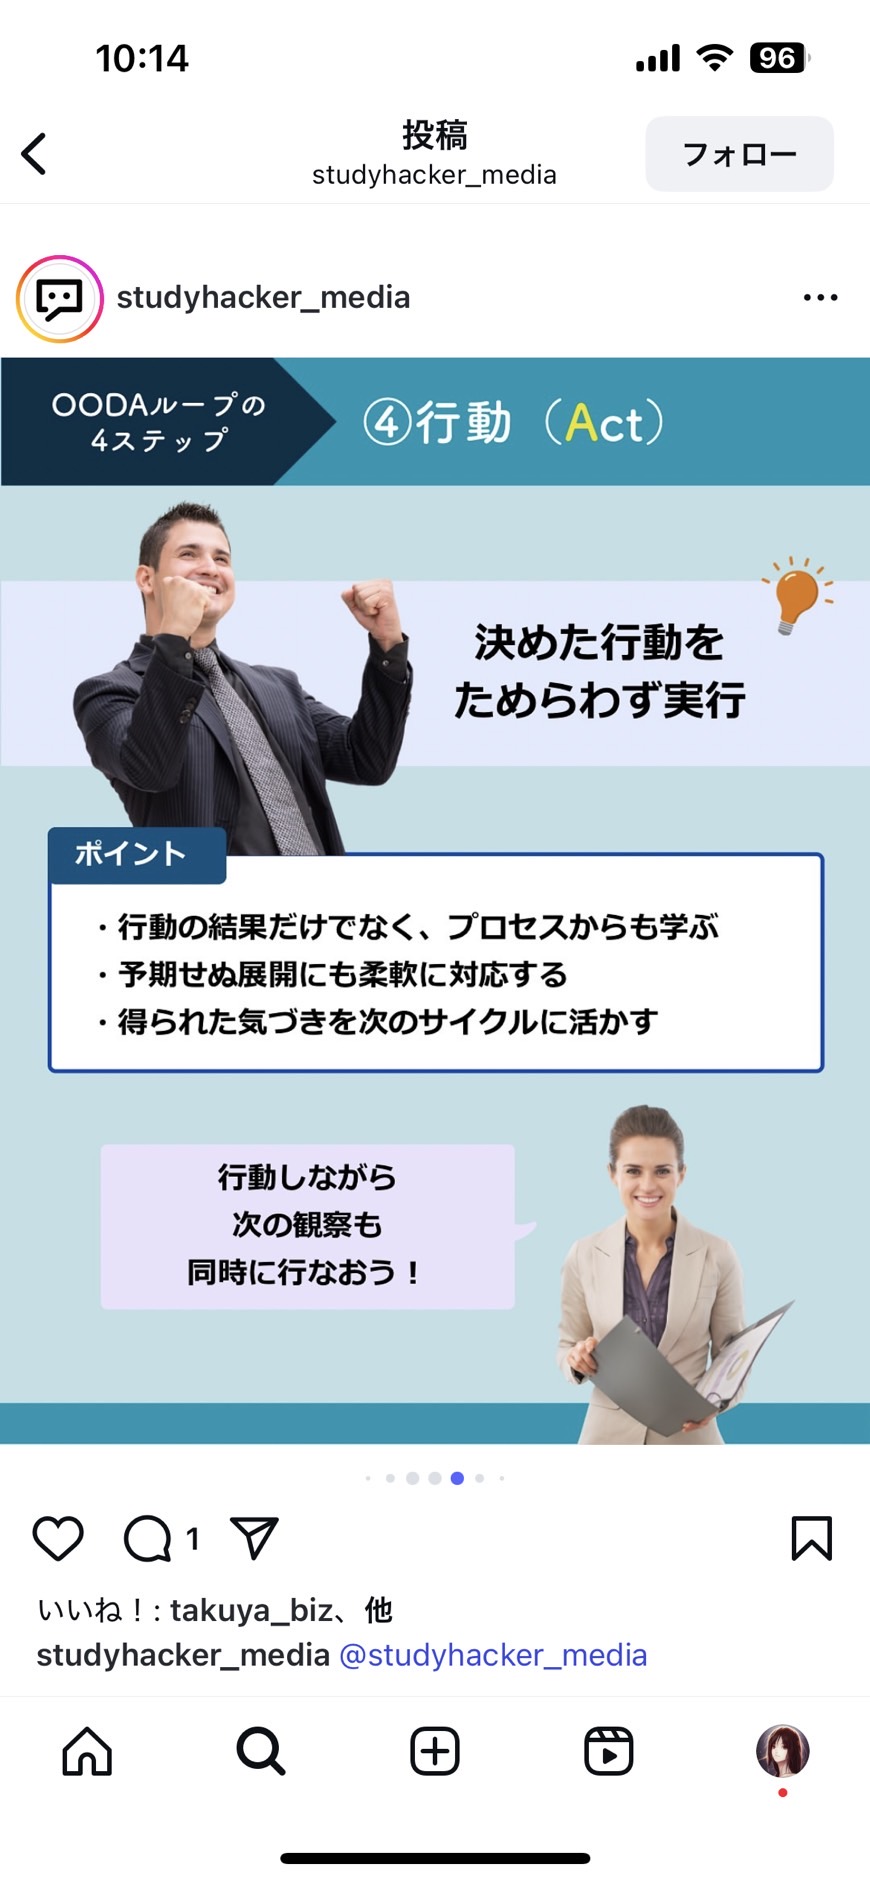 10:14
96
投稿
studyhacker_media
フォロー
studyhacker_media
OODAループの
4ステップ
④行動（Act）
決めた行動を
ためらわず実行
ポイント
・行動の結果だけでなく、プロセスからも学ぶ
・予期せぬ展開にも柔軟に対応する
・得られた気づきを次のサイクルに活かす
行動しながら
次の観察も
同時に行なおう！
1
いいね！: takuya_biz、他
studyhacker_media @studyhacker_media